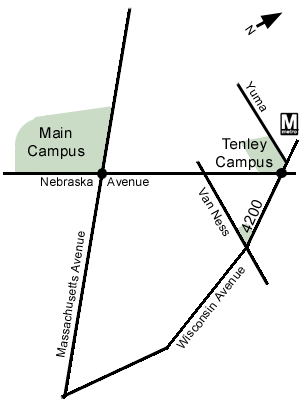 N
Yuma
M
metro
Main
Campus
Tenley
Campus
Nebraska Avenue
Van Ness
4200
Massachusetts Avenue
Wisconsin Avenue